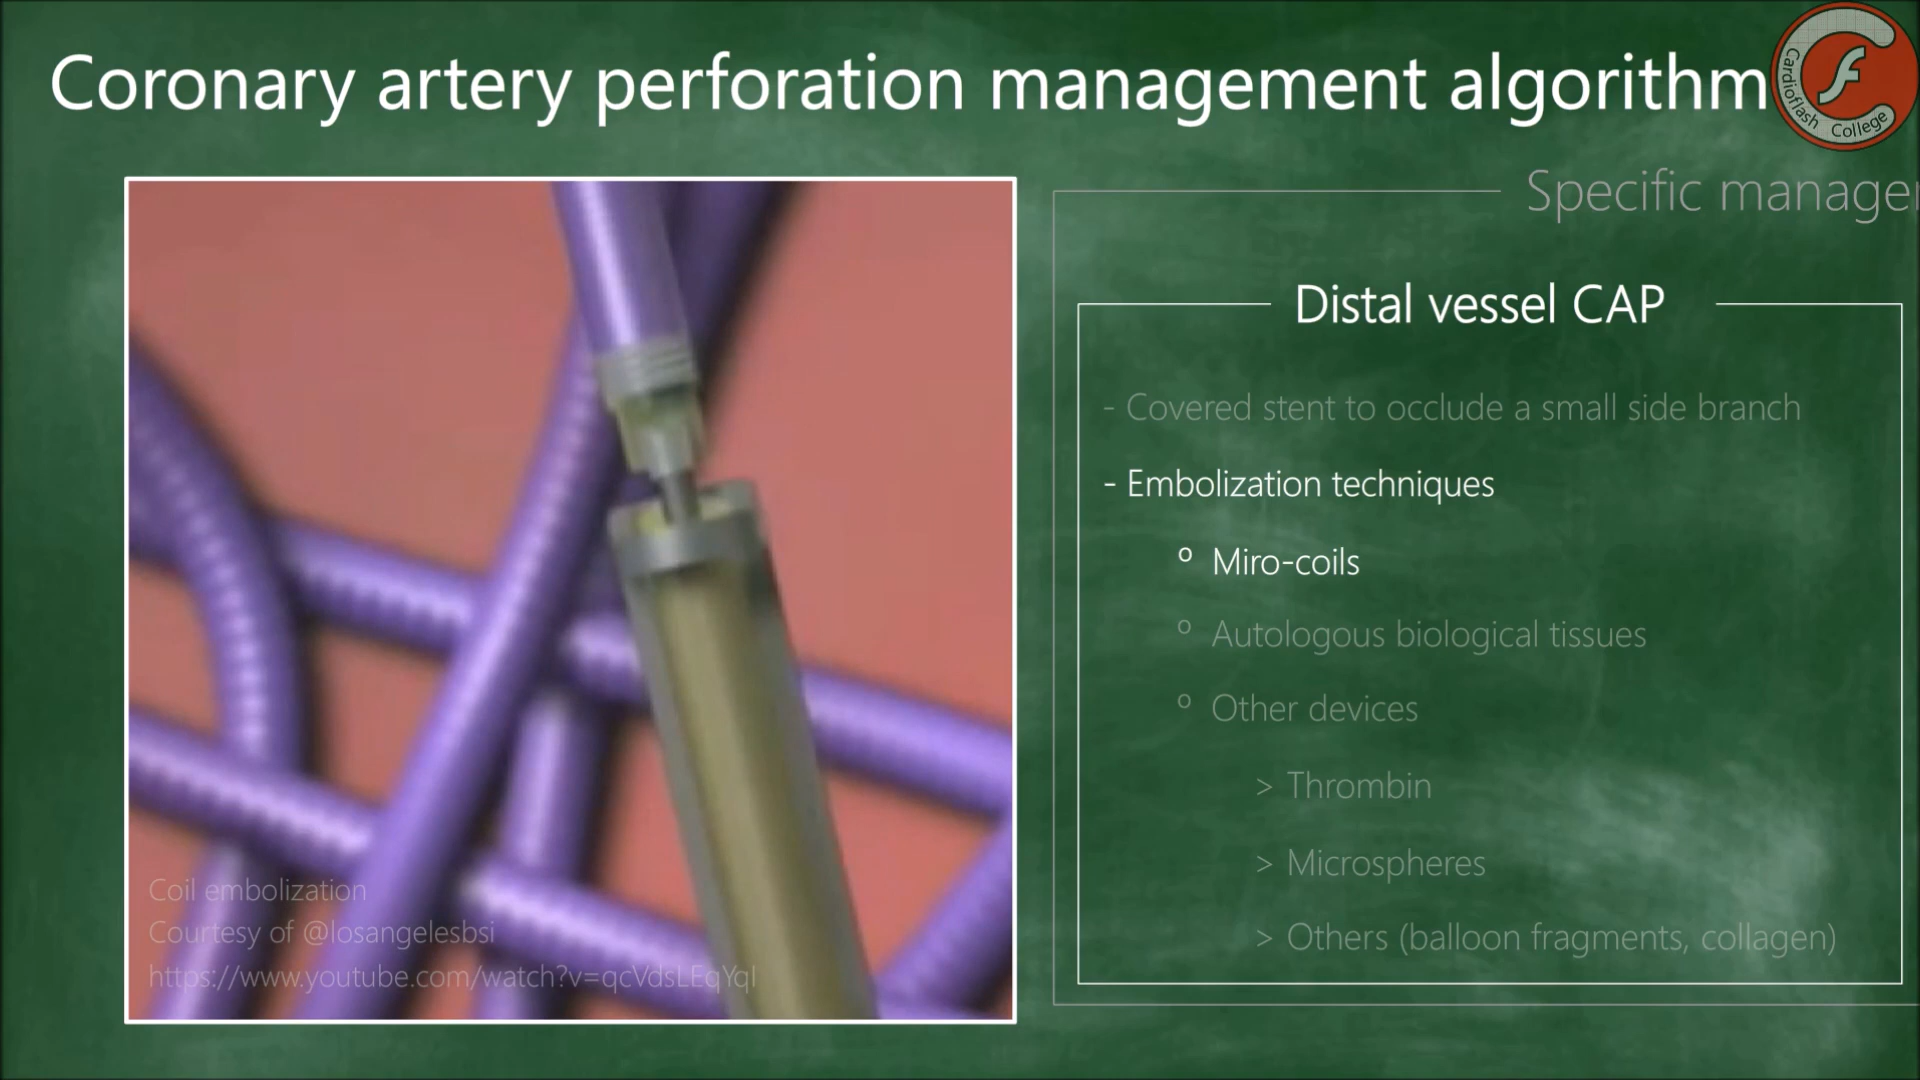 Coronary artery perforation management algorithm
Cardioflash College
Specific manage
Distal vessel CAP
- Covered stent to occlude a small side branch
- Embolization techniques
º Miro-coils
º Autologous biological tissues
º Other devices
> Thrombin
> Microspheres
> Others (balloon fragments, collagen)
Coil embolization
Courtesy of @losangelesbsi
https://www.youtube.com/watch?v=qcVdsLEqYqI